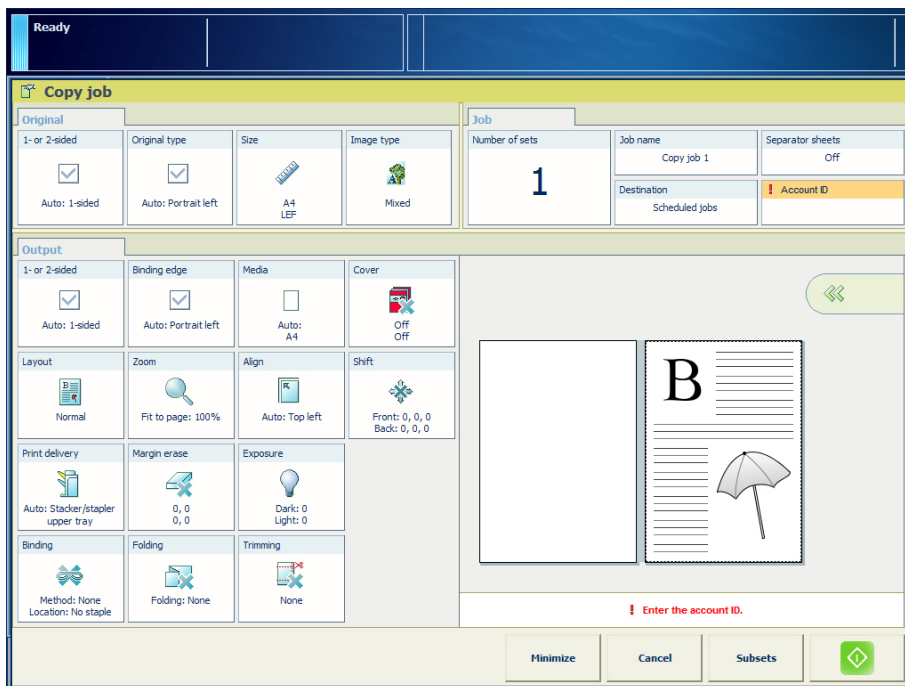 Ready
Copy job
Original
1- or 2-sided
Auto: 1-sided
Original type
Auto: Portrait left
Size
A4
LEF
Image type
A
Mixed
Job
Number of sets
1
Job name
Copy job 1
Separator sheets
Off
Destination
Scheduled jobs
! Account ID
Output
1- or 2-sided
Auto: 1-sided
Binding edge
Auto: Portrait left
Media
Auto:
A4
Cover
Off
Off
Layout
B
Normal
Zoom
Fit to page: 100%
Align
Auto: Top left
Shift
Front: 0, 0, 0
Back: 0, 0, 0
Print delivery
Auto: Stacker/stapler
upper tray
Margin erase
0, 0
0, 0
Exposure
Dark: 0
Light: 0
Binding
Method: None
Location: No staple
Folding
Folding: None
Trimming
None
B
! Enter the account ID.
Minimize
Cancel
Subsets